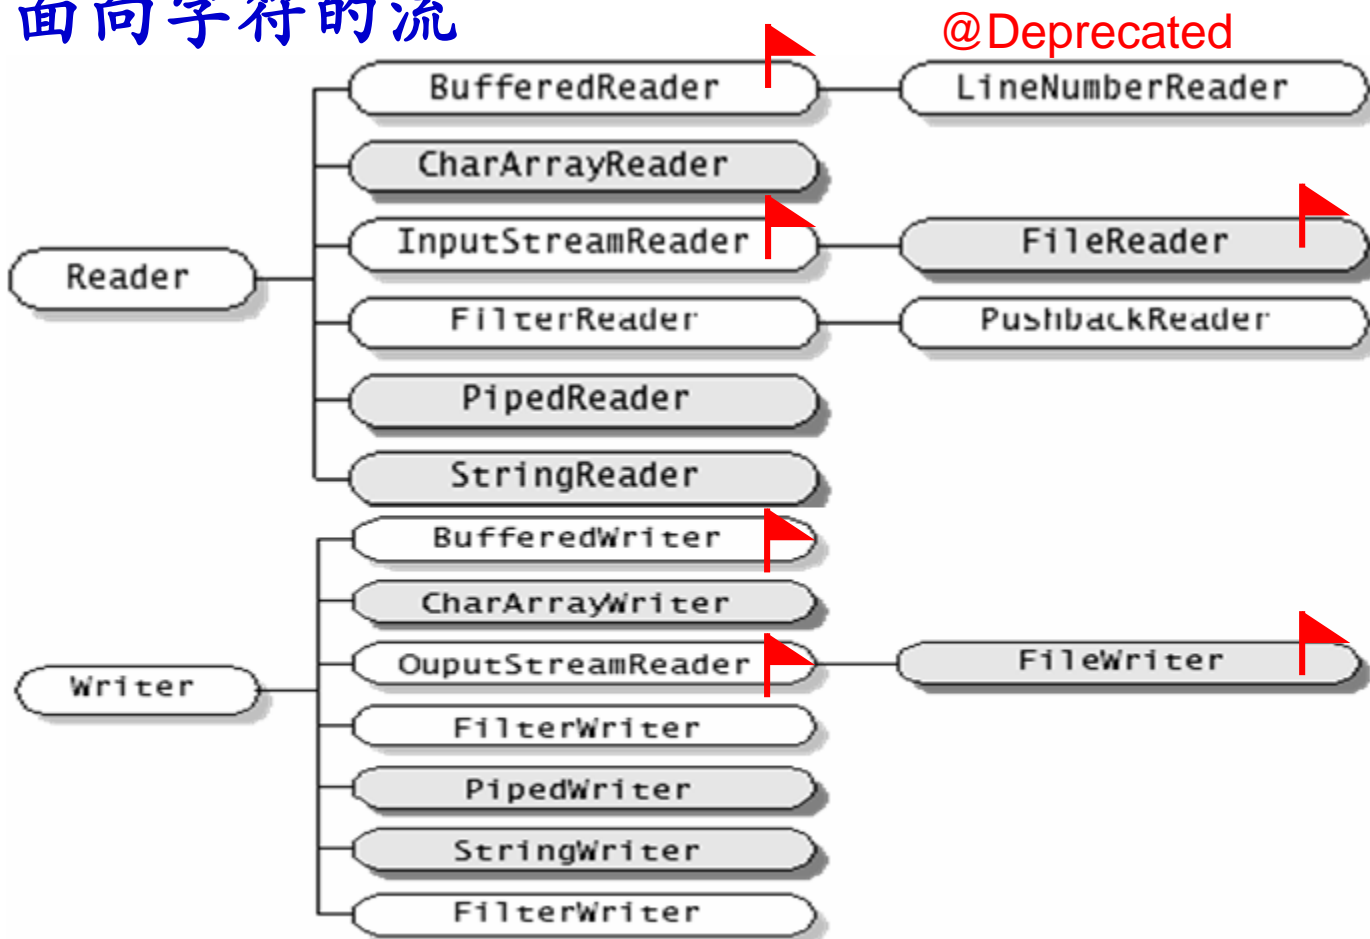 面向字符的流
@Deprecated
BufferedReader
LineNumberReader
CharArrayReader
InputStreamReader
FileReader
Reader
FilterReader
PushbackReader
PipedReader
StringReader
BufferedWriter
CharArrayWriter
OuputStreamReader
FileWriter
Writer
FilterWriter
PipedWriter
StringWriter
FilterWriter